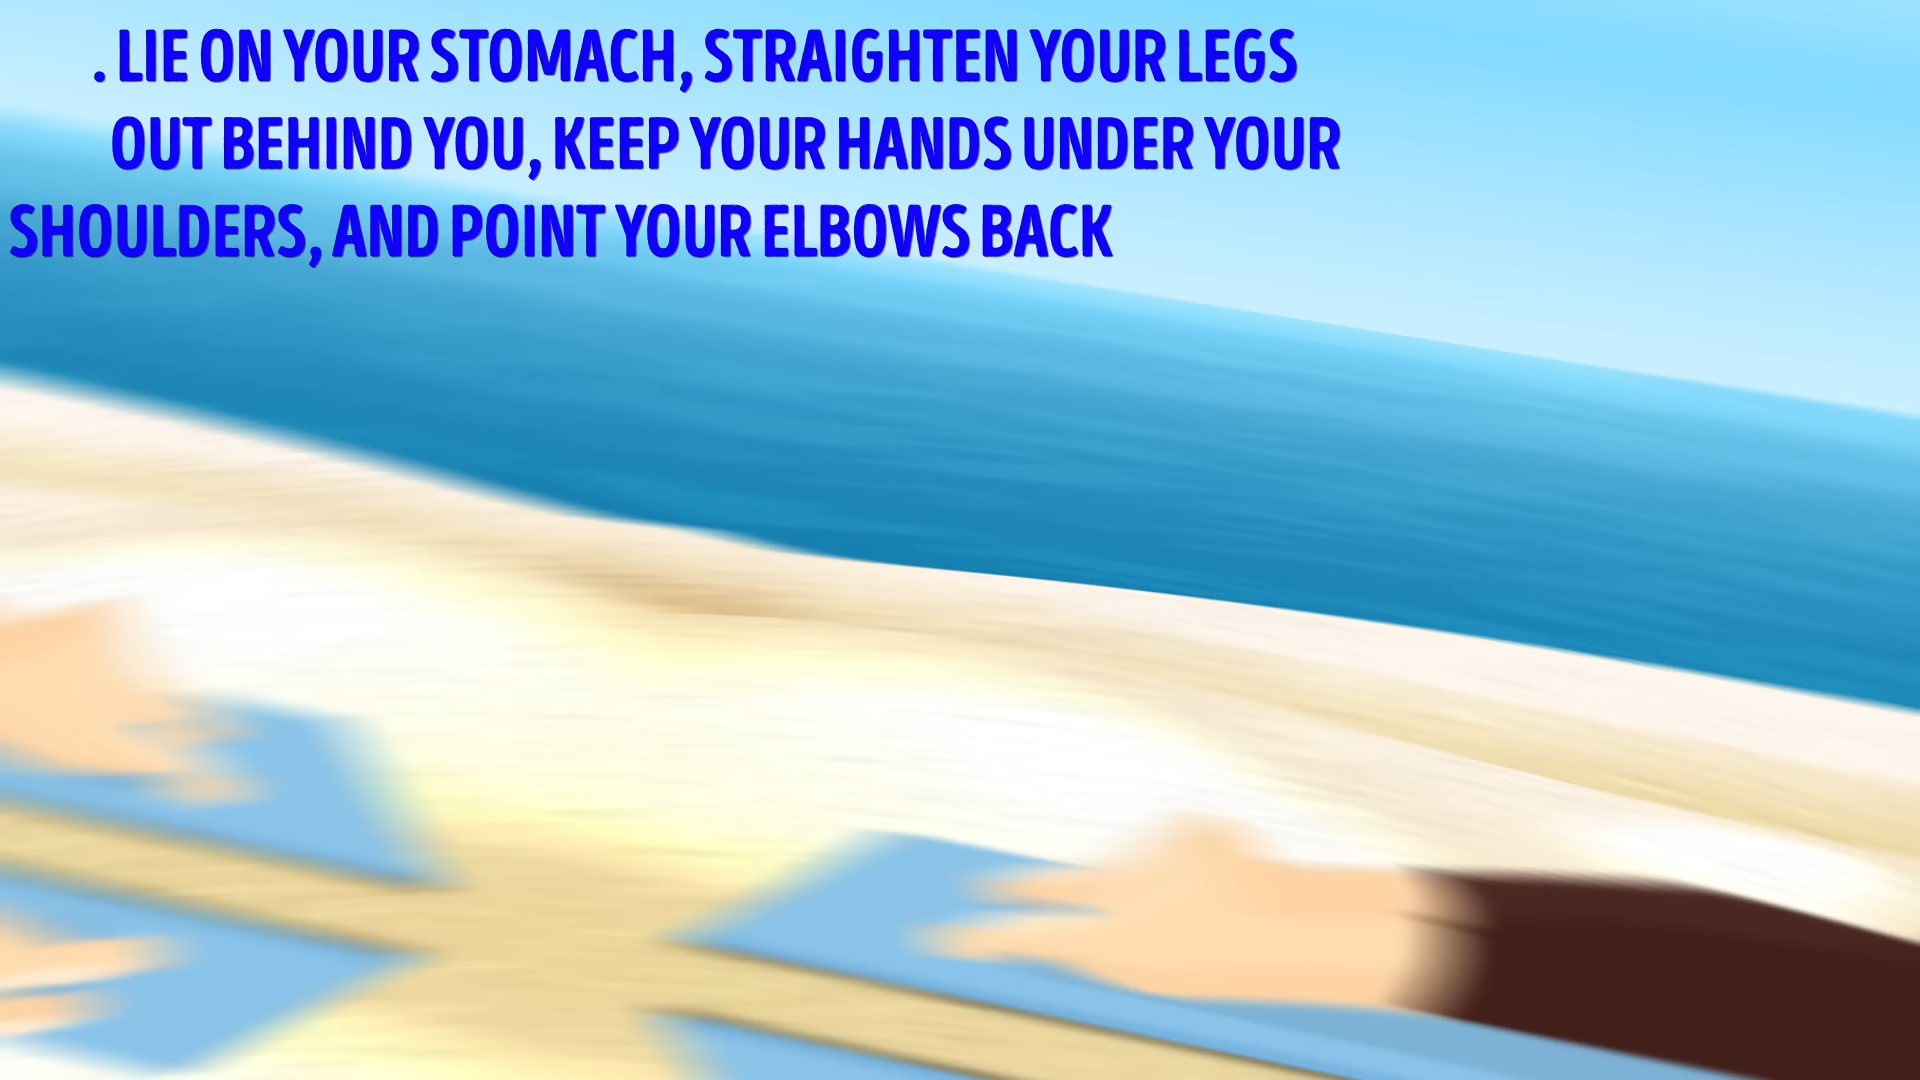 . LIE ON YOUR STOMACH, STRAIGHTEN YOUR LEGS
OUT BEHIND YOU, KEEP YOUR HANDS UNDER YOUR
SHOULDERS, AND POINT YOUR ELBOWS BACK